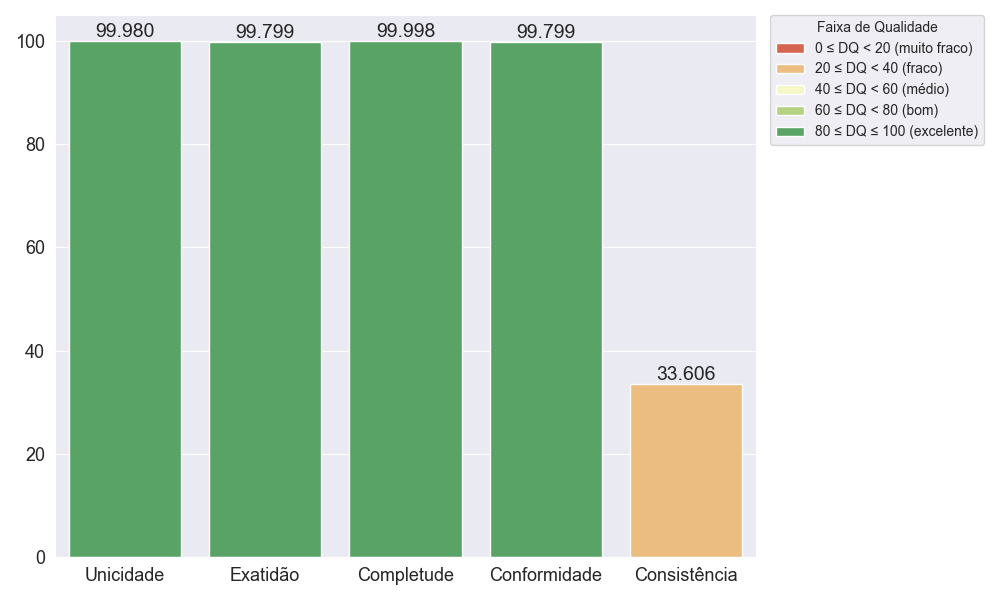 99.980
99.799
99.998
99.799
33.606
100
80
60
40
20
0
Unicidade
Exatidão
Completude
Conformidade
Consistência
Faixa de Qualidade
0 ≤ DQ < 20 (muito fraco)
20 ≤ DQ < 40 (fraco)
40 ≤ DQ < 60 (médio)
60 ≤ DQ < 80 (bom)
80 ≤ DQ ≤ 100 (excelente)